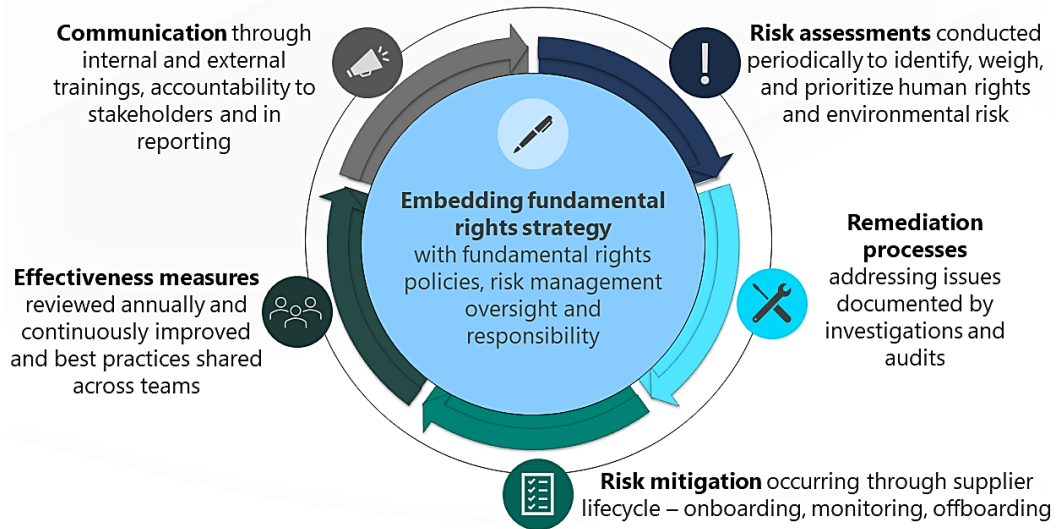 Communication through
internal and external
trainings, accountability to
stakeholders and in
reporting
Risk assessments conducted
periodically to identify, weigh,
and prioritize human rights
and environmental risk
Embedding fundamental
rights strategy
with fundamental rights
policies, risk management
oversight and
responsibility
Remediation
processes
addressing issues
documented by
investigations and
audits
Effectiveness measures
reviewed annually and
continuously improved
and best practices shared
across teams
Risk mitigation occurring through supplier
lifecycle – onboarding, monitoring, offboarding